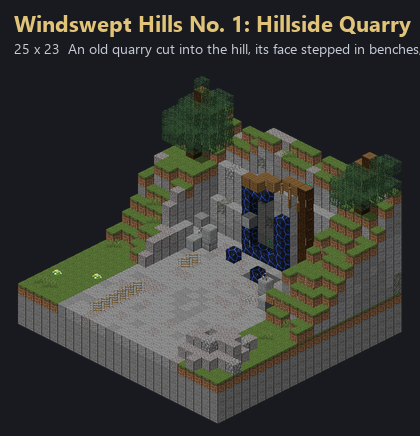 Windswept Hills No. 1: Hillside Quarry
25 x 23 An old quarry cut into the hill, its face stepped in benches,